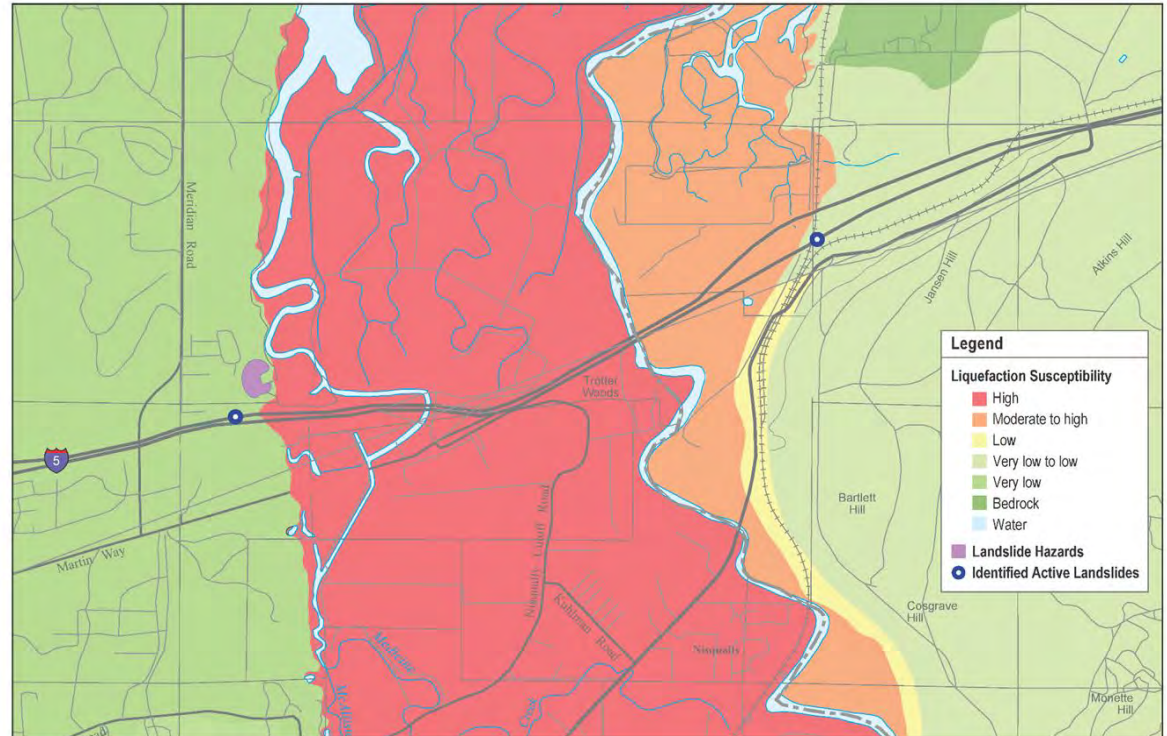 Meridian Road
Jansen Hill
Atkins Hill
Trotter
Woods
5
Martin Way
Nisqually Cutoff Road
Kuhlman Road
Nisqually
Medicine
Creek
Bartlett
Hill
Cosgrave
Hill
Monette
Hill
Legend
Liquefaction Susceptibility
High
Moderate to high
Low
Very low to low
Very low
Bedrock
Water
Landslide Hazards
Identified Active Landslides